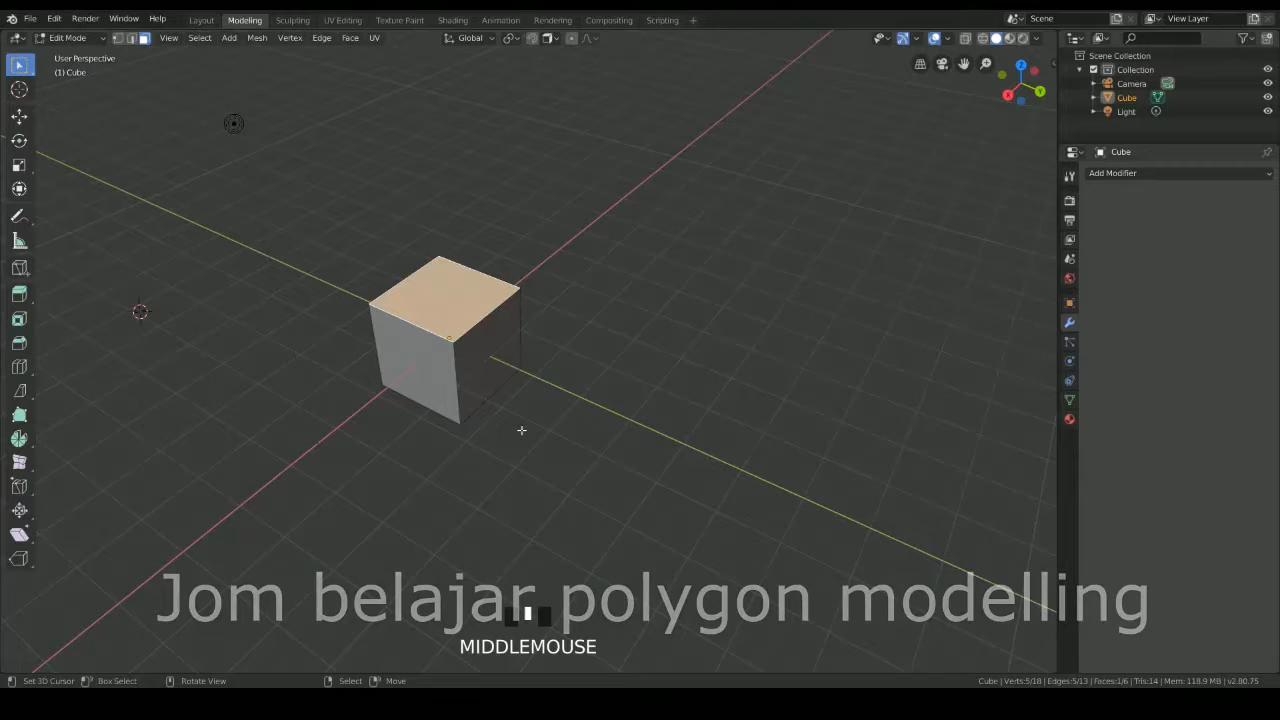 File Edit Render Window Help Layout Modeling Sculpting UV Editing Texture Paint Shading Animation Rendering Compositing Scripting + Scene View Layer
Edit Mode View Select Add Mesh Vertex Edge Face UV Global
User Perspective
(1) Cube
Scene Collection
Collection
Camera
Cube
Light
Cube
Add Modifier
Z
Y
X
Jom belajar polygon modelling
MIDDLEMOUSE
Set 3D Cursor Box Select Rotate View Select Move Cube | Verts:5/18 | Edges:5/13 | Faces:1/6 | Tris:14 | Mem: 118.9 MB | v2.80.75